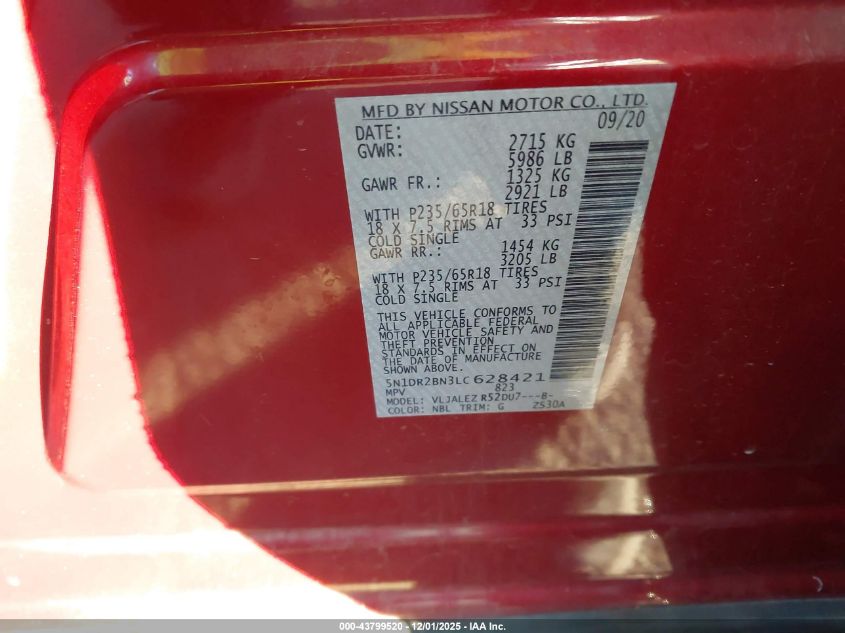 MFD BY NISSAN MOTOR CO., LTD.
DATE: 09/20
GVWR: 2715 KG
5986 LB
GAWR FR.: 1325 KG
2921 LB
WITH P235/65R18 TIRES
18 X 7.5 RIMS AT 33 PSI
COLD SINGLE
GAWR RR.: 1454 KG
3205 LB
WITH P235/65R18 TIRES
18 X 7.5 RIMS AT 33 PSI
COLD SINGLE
THIS VEHICLE CONFORMS TO
ALL APPLICABLE FEDERAL
MOTOR VEHICLE SAFETY AND
THEFT PREVENTION
STANDARDS IN EFFECT ON
THE DATE OF MANUFACTURE
SHOWN ABOVE.
5N1DR2BN3LC628421
MPV 823
MODEL: VLJALEZ R52DU7---B-
COLOR: NBL TRIM: G ZS30A
000-43799520 - 12/01/2025 - IAA Inc.